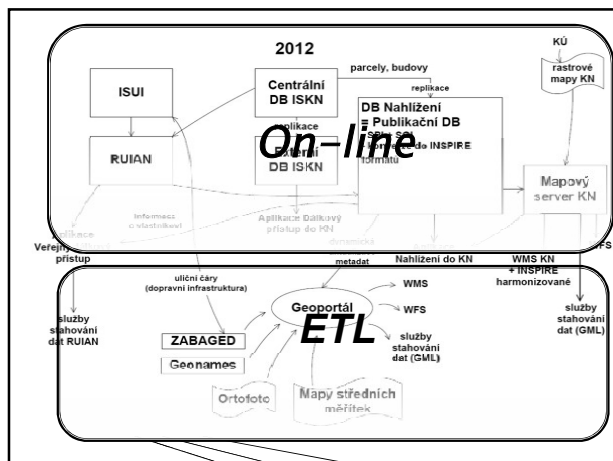 2012
KÚ
rastrové
mapy KN
parcely, budovy
replikace
ISUI
Centrální
DB ISKN
DB Nahlížení
= Publikační DB
replikace
On-line
formátu
RUIAN
DB ISKN
Mapový
server KN
Informace
o vlastnictví
Aplikace Dálkový
přístup do KN
Aplikace
přístup
metadat
Nahlížení do KN
WMS KN
+ INSPIRE
harmonizované
uliční čáry
(dopravní infrastruktura)
WMS
Geoportál
WFS
ETL
služby
stahování
dat RUIAN
služby
stahování
dat (GML)
služby
stahování
dat (GML)
ZABAGED
Geonames
Ortofoto
Mapy středních
měřítek